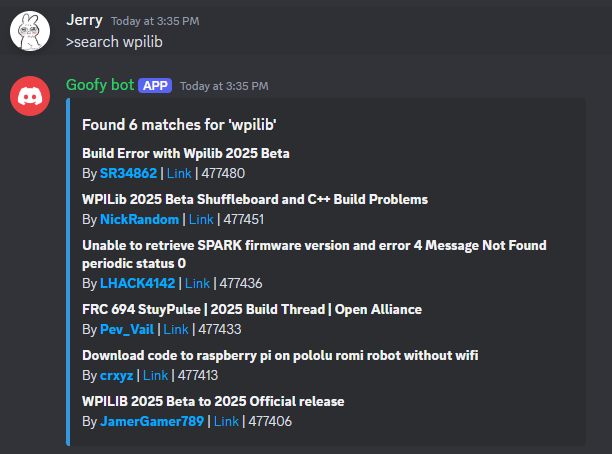 Jerry Today at 3:35 PM
>search wpilib
Goofy bot APP Today at 3:35 PM
Found 6 matches for 'wpilib'
Build Error with Wpilib 2025 Beta
By SR34862 | Link | 477480
WPILib 2025 Beta Shuffleboard and C++ Build Problems
By NickRandom | Link | 477451
Unable to retrieve SPARK firmware version and error 4 Message Not Found
periodic status 0
By LHACK4142 | Link | 477436
FRC 694 StuyPulse | 2025 Build Thread | Open Alliance
By Pev_Vail | Link | 477433
Download code to raspberry pi on pololu romi robot without wifi
By crxyz | Link | 477413
WPILIB 2025 Beta to 2025 Official release
By JamerGamer789 | Link | 477406